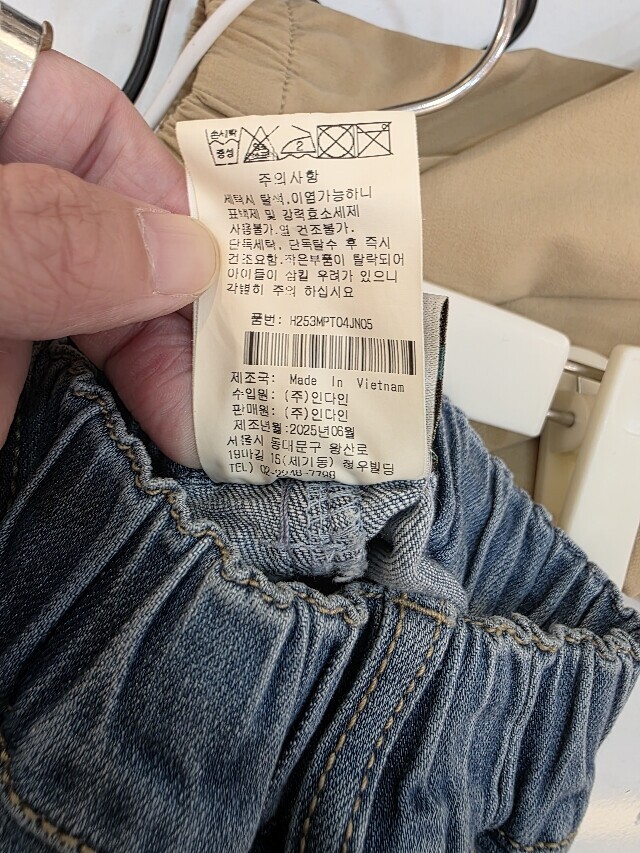 손세탁
중성
2
주의사항
세탁시 탈색.이염가능하니
표백제 및 강력효소세제
사용불가.열 건조불가.
단독세탁, 단독탈수 후 즉시
건조요함.작은부품이 탈락되어
아이들이 삼킬 우려가 있으니
각별히 주의 하십시요
품번: H253MPT04JN05
제조국: Made In Vietnam
수입원: (주)인다인
판매원: (주)인다인
제조년월:2025년06월
서울시 동대문구 왕산로
19바길 15(제기동) 청우빌딩
TEL)